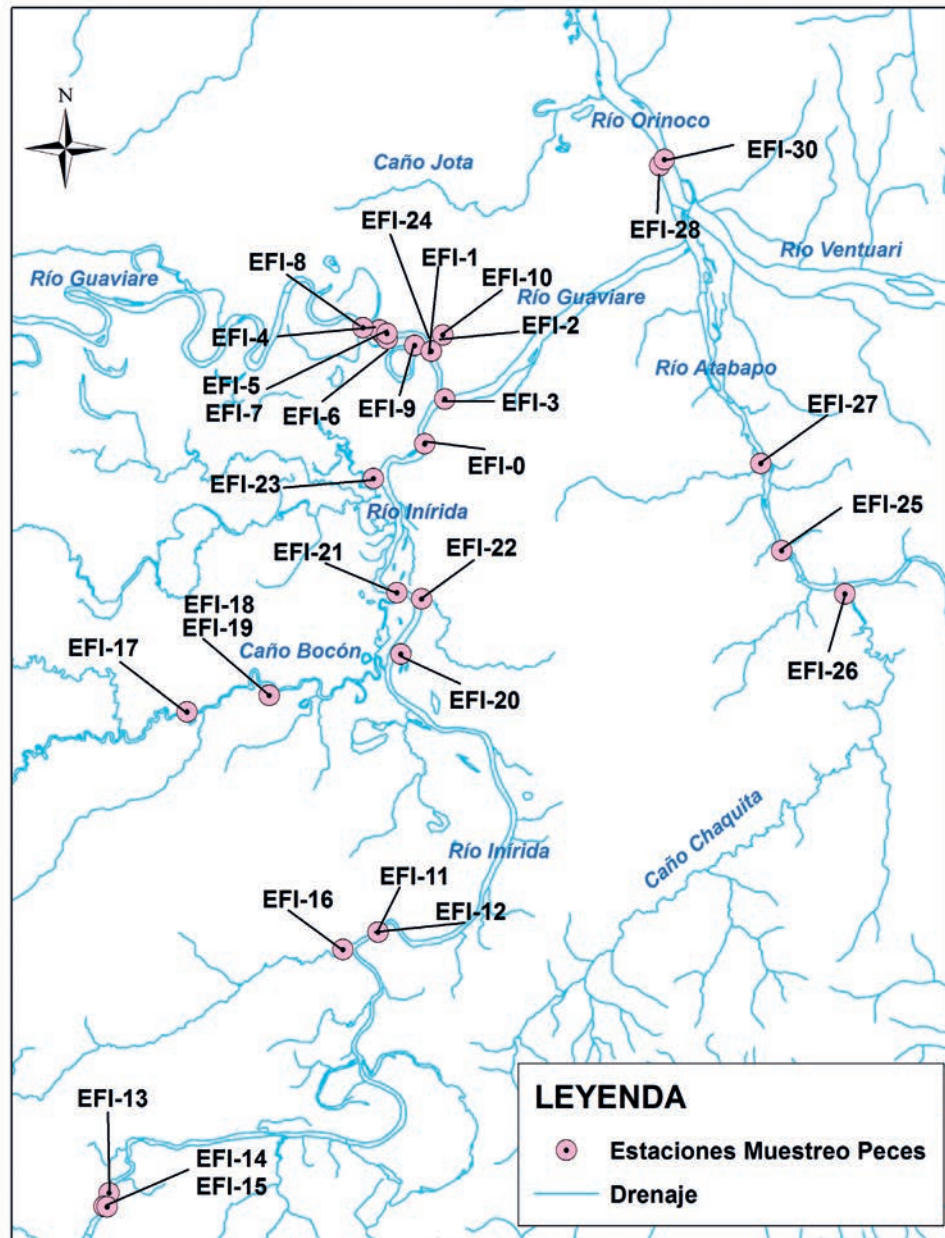 N
Río Orinoco
EFI-30
Caño Jota
EFI-28
EFI-24
EFI-1
EFI-10
Río Ventuari
EFI-8
Río Guaviare
Río Guaviare
EFI-2
EFI-4
EFI-5
EFI-7
EFI-6
EFI-9
EFI-3
Río Atabapo
EFI-27
EFI-0
EFI-23
Río Inírida
EFI-25
EFI-21
EFI-22
EFI-18
EFI-19
EFI-17
Caño Bocón
EFI-26
EFI-20
Caño Chaquita
Río Inírida
EFI-11
EFI-16
EFI-12
EFI-13
EFI-14
EFI-15
LEYENDA
Estaciones Muestreo Peces
Drenaje